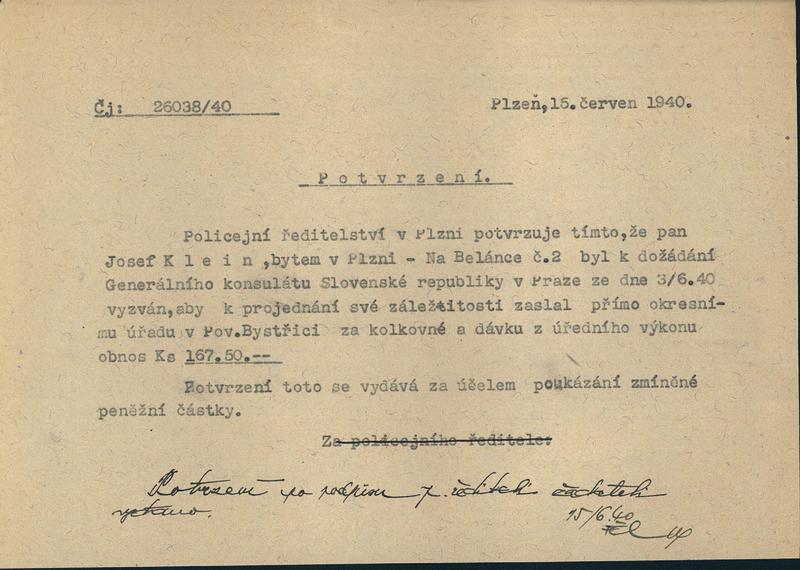 Čj: 26038/40
Plzeň,15.červen 1940.
P o t v r z e n í.
Policejní ředitelství v Plzni potvrzuje tímto,že pan
Josef K l e i n ,bytem v Plzni - Na Belánce č.2 byl k dožádání
Generálního konsulátu Slovenské republiky v Praze ze dne 3/6.40
vyzván,aby k projednání své záležtitosti zaslal přímo okresní-
mu úřadu v Pov.Bystřici za kolkovné a dávku z úředního výkonu
obnos Ks 167.50.--
Potvrzení toto se vydává za účelem poukázání zmíněné
peněžní částky.
Za policejního ředitele:
Potvrzení po podpisu
15/6.40